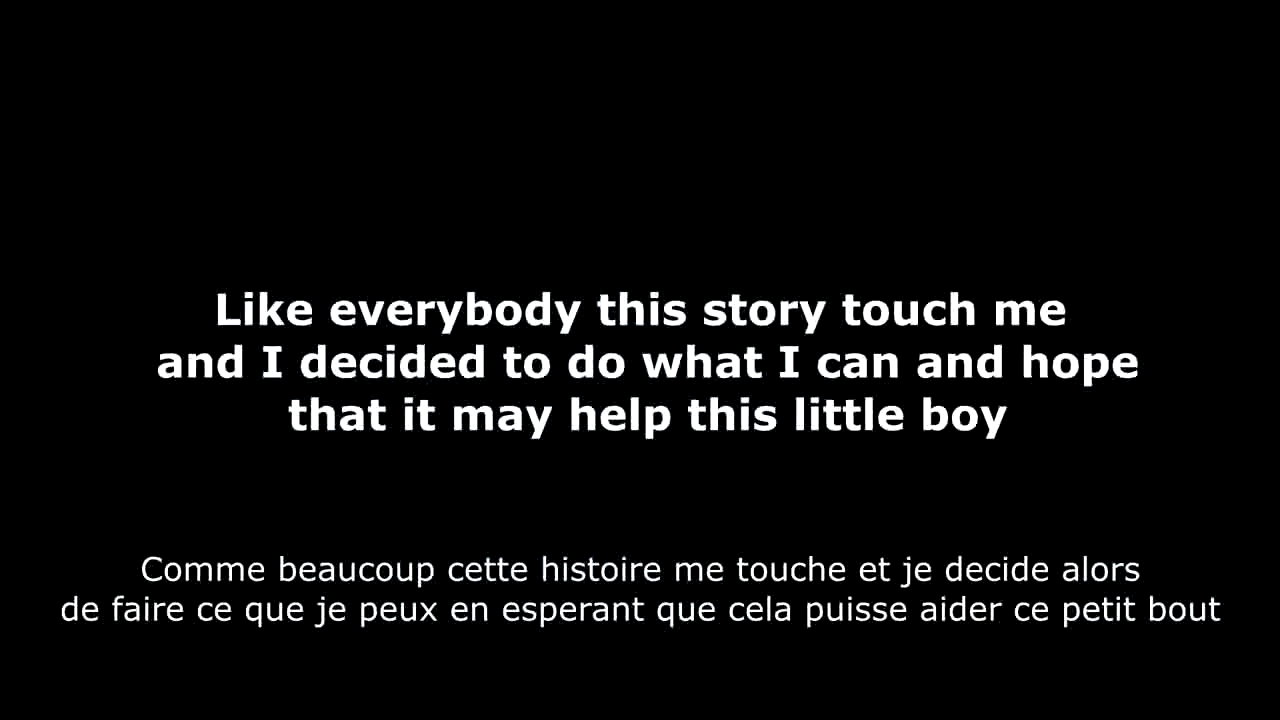 Like everybody this story touch me
and I decided to do what I can and hope
that it may help this little boy
Comme beaucoup cette histoire me touche et je decide alors
de faire ce que je peux en esperant que cela puisse aider ce petit bout